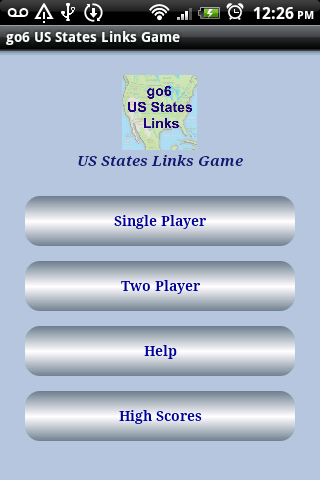 12:26 PM
go6 US States Links Game
go6
US States
Links
US States Links Game
Single Player
Two Player
Help
High Scores